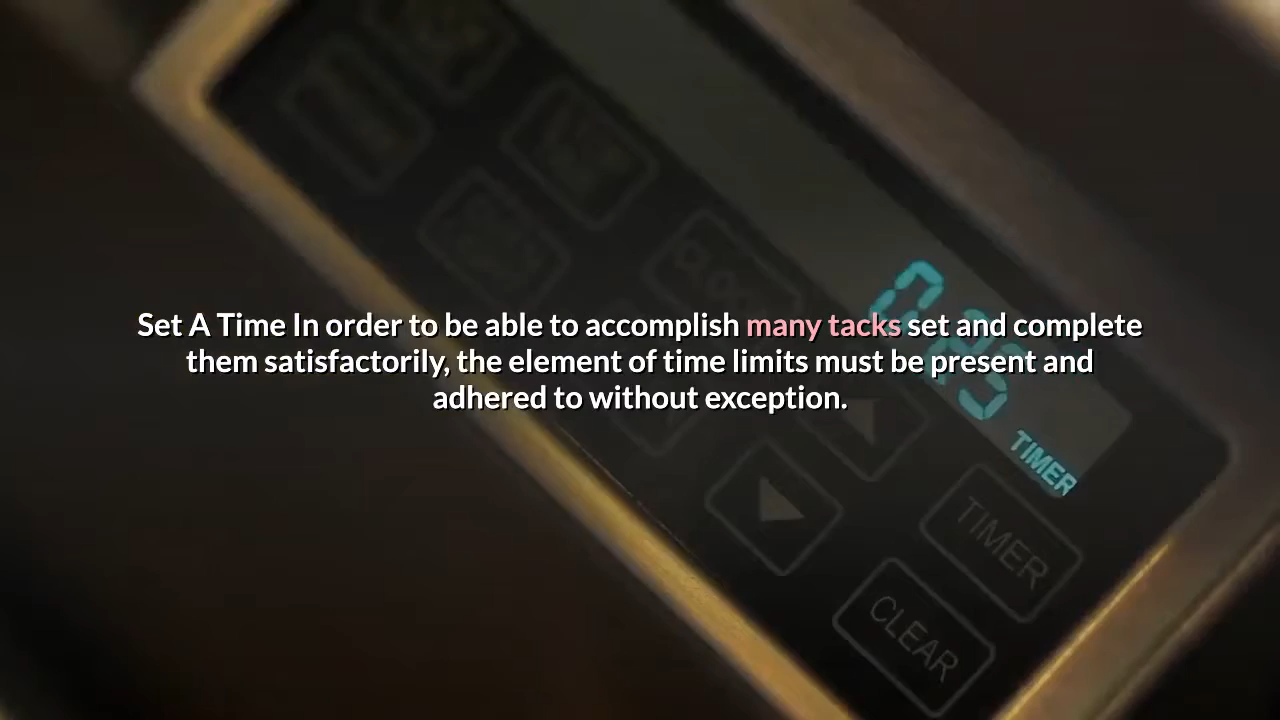 Set A Time In order to be able to accomplish many tacks set and complete
them satisfactorily, the element of time limits must be present and
adhered to without exception.
CLOCK
TIMER
TIMER
CLEAR